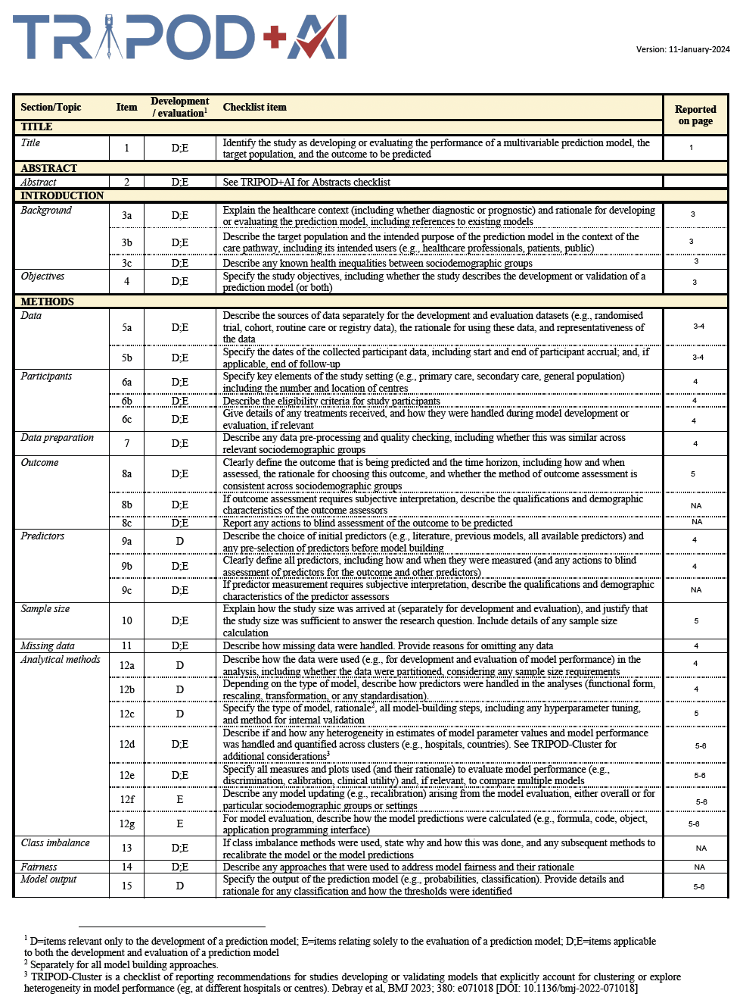 TRIPOD+AI
Version: 11-January-2024
Section/Topic Item Development / evaluation1 Checklist item Reported on page
TITLE
Title 1 D;E Identify the study as developing or evaluating the performance of a multivariable prediction model, the
target population, and the outcome to be predicted 1
ABSTRACT
Abstract 2 D;E See TRIPOD+AI for Abstracts checklist
INTRODUCTION
Background 3a D;E Explain the healthcare context (including whether diagnostic or prognostic) and rationale for developing
or evaluating the prediction model, including references to existing models 3
3b D;E Describe the target population and the intended purpose of the prediction model in the context of the
care pathway, including its intended users (e.g., healthcare professionals, patients, public) 3
3c D;E Describe any known health inequalities between sociodemographic groups 3
Objectives 4 D;E Specify the study objectives, including whether the study describes the development or validation of a
prediction model (or both) 3
METHODS
Data 5a D;E Describe the sources of data separately for the development and evaluation datasets (e.g., randomised
trial, cohort, routine care or registry data), the rationale for using these data, and representativeness of
the data 3-4
5b D;E Specify the dates of the collected participant data, including start and end of participant accrual; and, if
applicable, end of follow-up 3-4
Participants 6a D;E Specify key elements of the study setting (e.g., primary care, secondary care, general population)
including the number and location of centres 4
6b D;E Describe the eligibility criteria for study participants 4
6c D;E Give details of any treatments received, and how they were handled during model development or
evaluation, if relevant 4
Data preparation 7 D;E Describe any data pre-processing and quality checking, including whether this was similar across
relevant sociodemographic groups 4
Outcome 8a D;E Clearly define the outcome that is being predicted and the time horizon, including how and when
assessed, the rationale for choosing this outcome, and whether the method of outcome assessment is
consistent across sociodemographic groups 5
8b D;E If outcome assessment requires subjective interpretation, describe the qualifications and demographic
characteristics of the outcome assessors NA
8c D;E Report any actions to blind assessment of the outcome to be predicted NA
Predictors 9a D Describe the choice of initial predictors (e.g., literature, previous models, all available predictors) and
any pre-selection of predictors before model building 4
9b D;E Clearly define all predictors, including how and when they were measured (and any actions to blind
assessment of predictors for the outcome and other predictors) 4
9c D;E If predictor measurement requires subjective interpretation, describe the qualifications and demographic
characteristics of the predictor assessors NA
Sample size 10 D;E Explain how the study size was arrived at (separately for development and evaluation), and justify that
the study size was sufficient to answer the research question. Include details of any sample size
calculation 5
Missing data 11 D;E Describe how missing data were handled. Provide reasons for omitting any data 4
Analytical methods 12a D Describe how the data were used (e.g., for development and evaluation of model performance) in the
analysis, including whether the data were partitioned, considering any sample size requirements 4
12b D Depending on the type of model, describe how predictors were handled in the analyses (functional form,
rescaling, transformation, or any standardisation). 4
12c D Specify the type of model, rationale2, all model-building steps, including any hyperparameter tuning,
and method for internal validation 5
12d D;E Describe if and how any heterogeneity in estimates of model parameter values and model performance
was handled and quantified across clusters (e.g., hospitals, countries). See TRIPOD-Cluster for
additional considerations3 5-6
12e D;E Specify all measures and plots used (and their rationale) to evaluate model performance (e.g.,
discrimination, calibration, clinical utility) and, if relevant, to compare multiple models 5-6
12f E Describe any model updating (e.g., recalibration) arising from the model evaluation, either overall or for
particular sociodemographic groups or settings 5-6
12g E For model evaluation, describe how the model predictions were calculated (e.g., formula, code, object,
application programming interface) 5-6
Class imbalance 13 D;E If class imbalance methods were used, state why and how this was done, and any subsequent methods to
recalibrate the model or the model predictions NA
Fairness 14 D;E Describe any approaches that were used to address model fairness and their rationale NA
Model output 15 D Specify the output of the prediction model (e.g., probabilities, classification). Provide details and
rationale for any classification and how the thresholds were identified 5-6
1 D=items relevant only to the development of a prediction model; E=items relating solely to the evaluation of a prediction model; D;E=items applicable
to both the development and evaluation of a prediction model
2 Separately for all model building approaches.
3 TRIPOD-Cluster is a checklist of reporting recommendations for studies developing or validating models that explicitly account for clustering or explore
heterogeneity in model performance (eg, at different hospitals or centres). Debray et al, BMJ 2023; 380: e071018 [DOI: 10.1136/bmj-2022-071018]